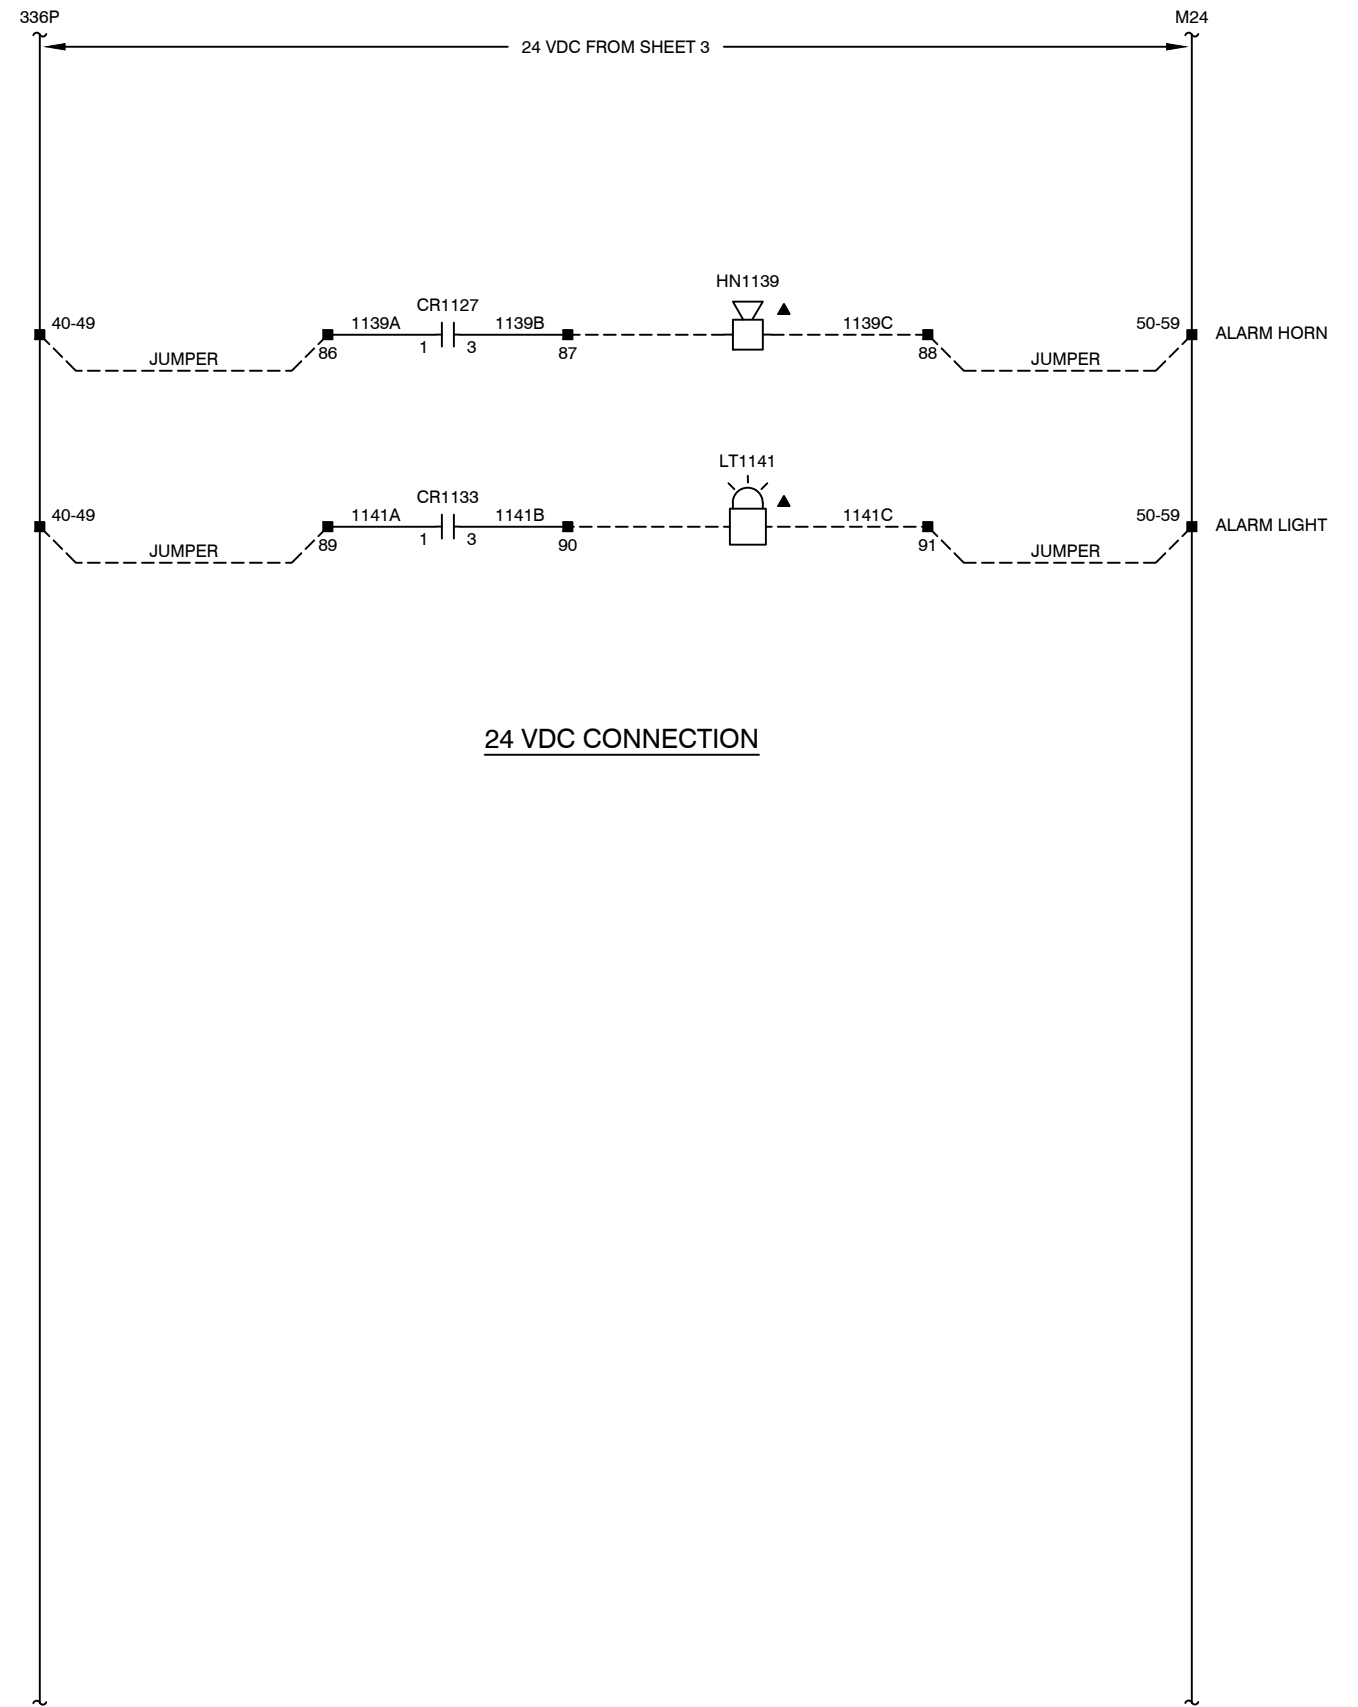 336P
M24
24 VDC FROM SHEET 3
HN1139
CR1127
40-49
1139A
1139B
1139C
50-59
ALARM HORN
1
3
JUMPER
86
87
88
JUMPER
LT1141
CR1133
40-49
1141A
1141B
1141C
50-59
ALARM LIGHT
1
3
JUMPER
89
90
91
JUMPER
24 VDC CONNECTION